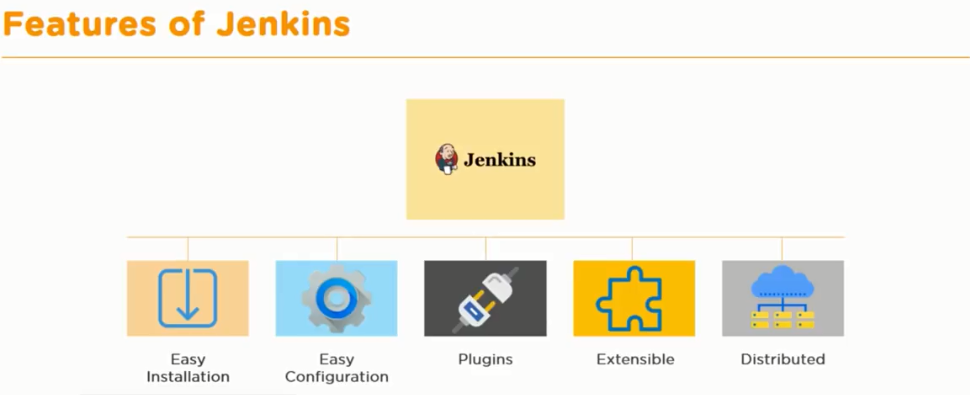 Features of Jenkins
Jenkins
Easy
Installation
Easy
Configuration
Plugins
Extensible
Distributed